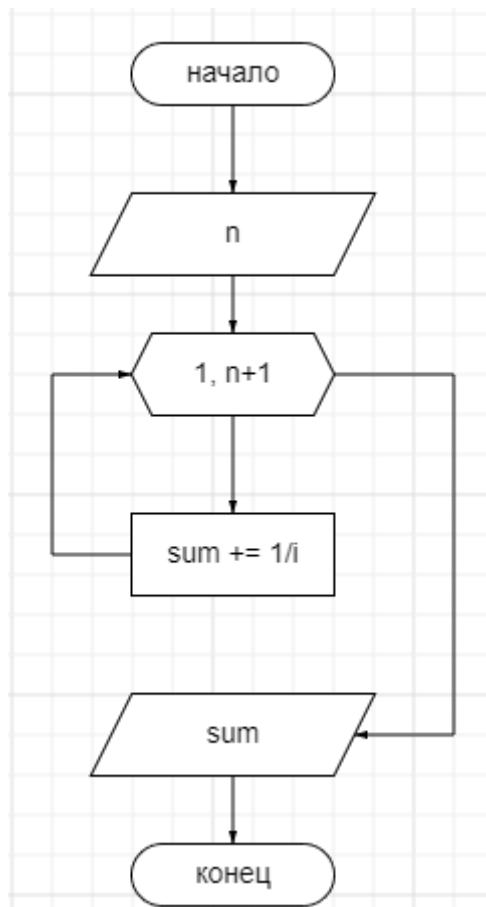 начало
n
1, n+1
sum += 1/i
sum
конец